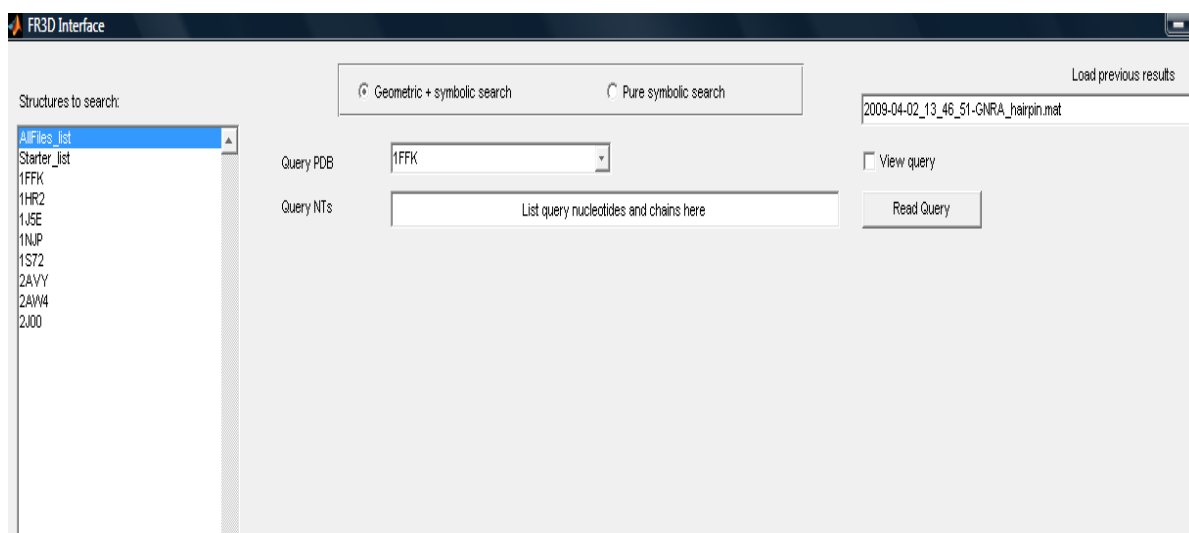 FR3D Interface
Load previous results
Geometric + symbolic search
Pure symbolic search
Structures to search:
2009-04-02_13_46_51-GNRA_hairpin.mat
AllFiles_list
Starter_list
1FFK
1HR2
1J5E
1NJP
1S72
2AVY
2AW4
2J00
Query PDB
1FFK
View query
Query NTs
List query nucleotides and chains here
Read Query